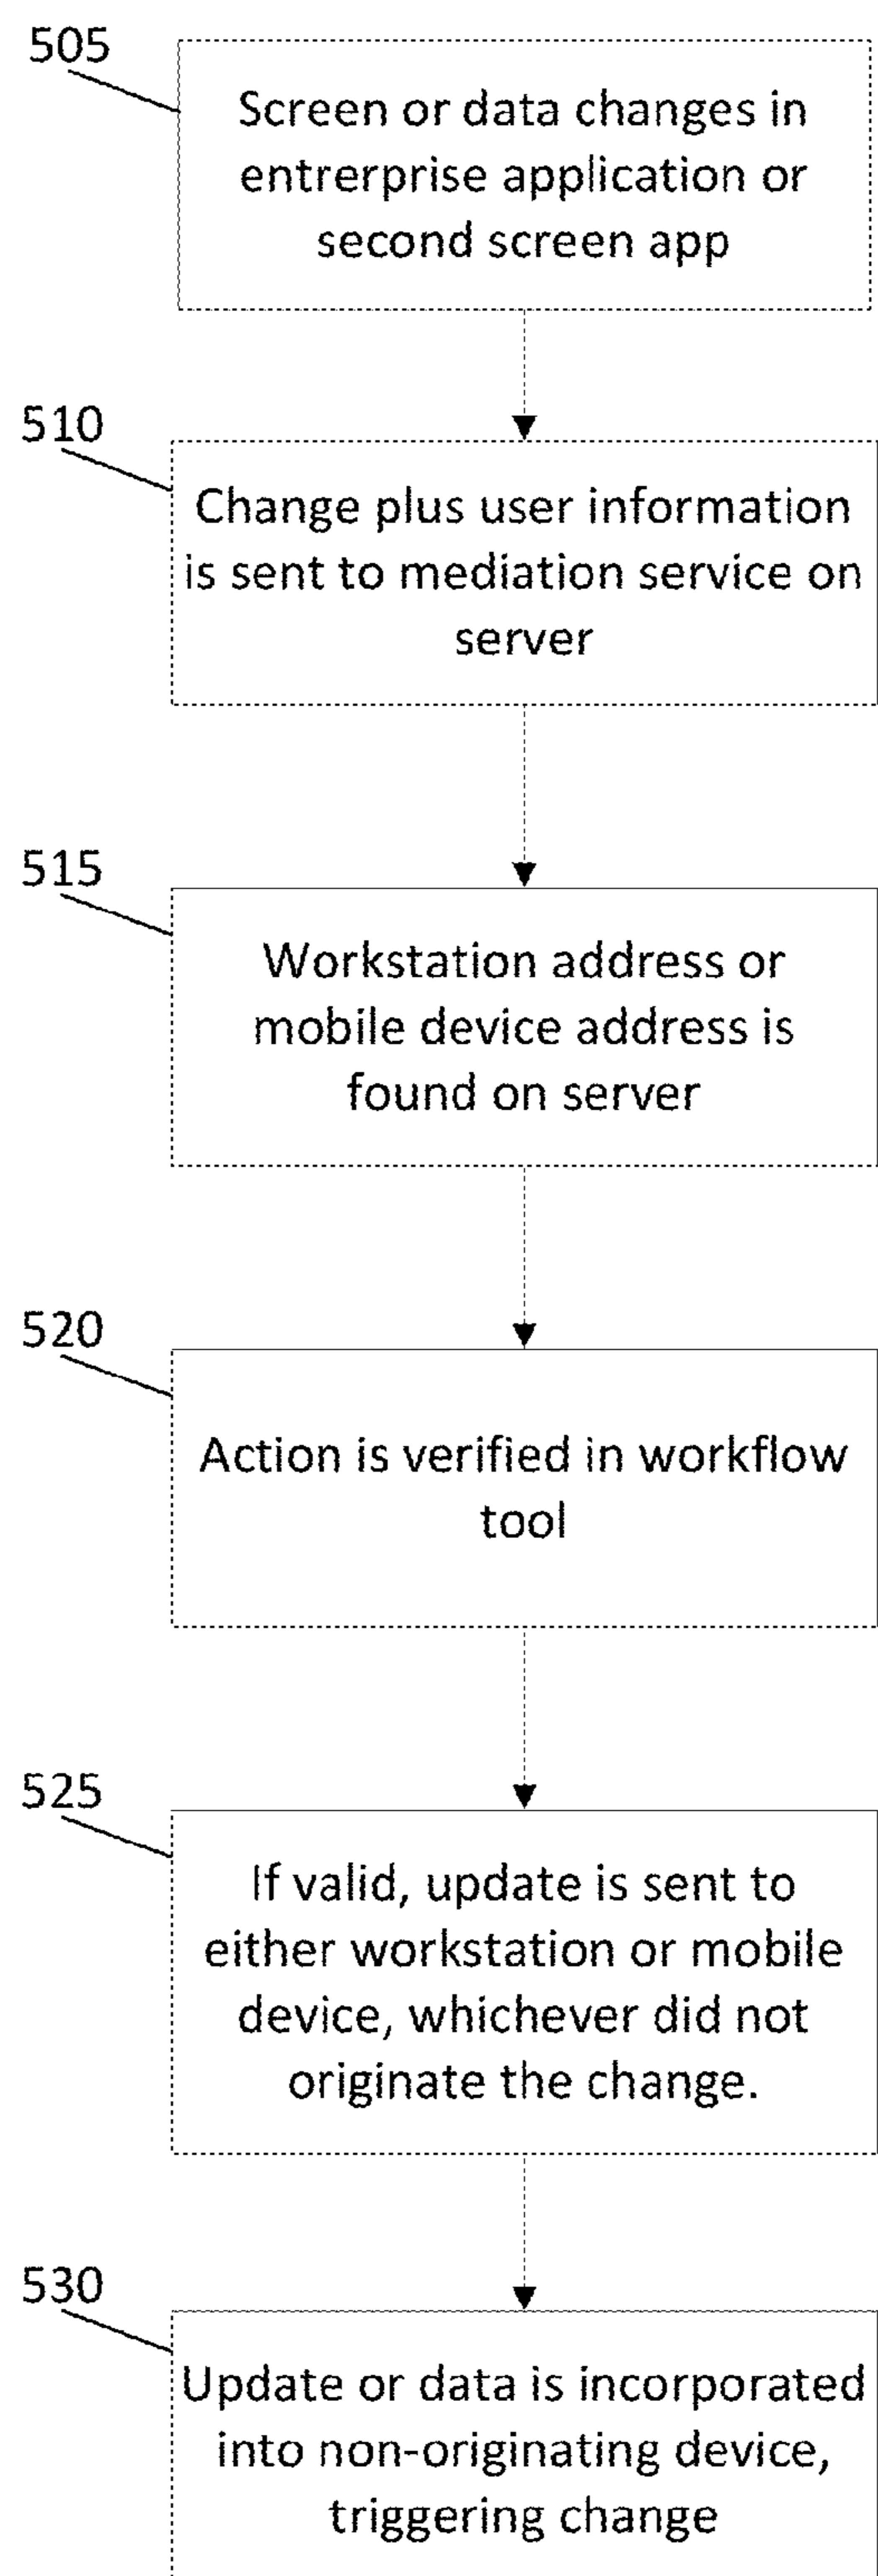 505
Screen or data changes in
entrerprise application or
second screen app
510
Change plus user information
is sent to mediation service on
server
515
Workstation address or
mobile device address is
found on server
520
Action is verified in workflow
tool
525
If valid, update is sent to
either workstation or mobile
device, whichever did not
originate the change.
530
Update or data is incorporated
into non-originating device,
triggering change